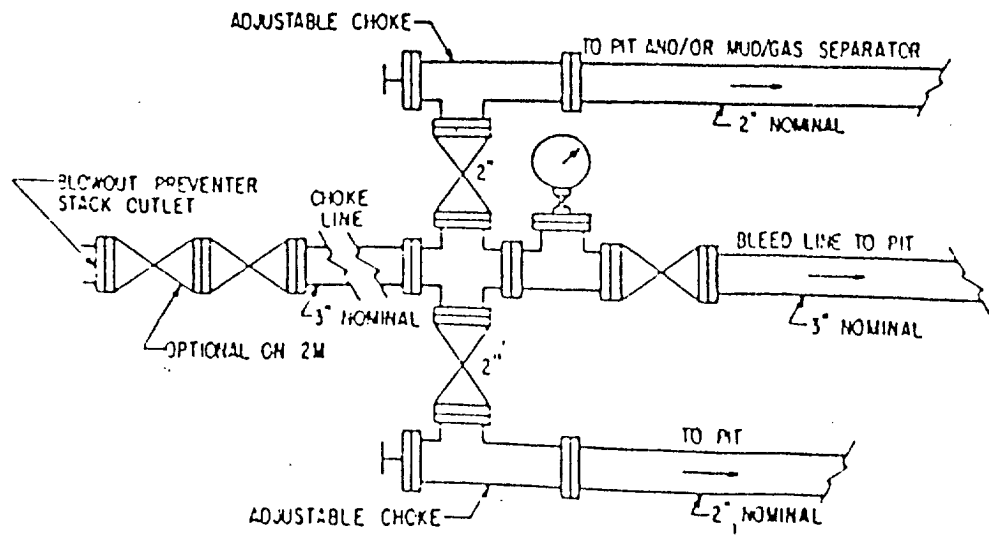 ADJUSTABLE CHOKE
TO PIT AND/OR MUD/GAS SEPARATOR
2" NOMINAL
2"
BLOWOUT PREVENTER
STACK OUTLET
CHOKE
LINE
BLEED LINE TO PIT
3" NOMINAL
3" NOMINAL
OPTIONAL ON 2M
2"
TO PIT
ADJUSTABLE CHOKE
2" NOMINAL